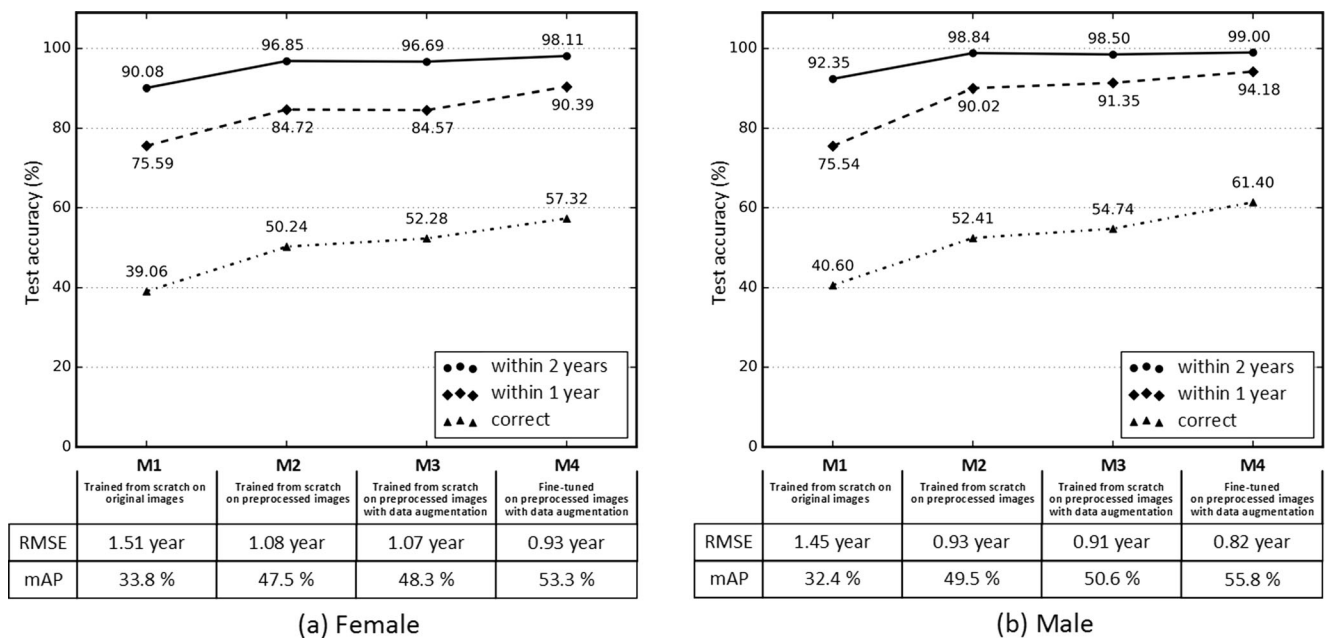 100
80
60
40
20
0
Test accuracy (%)
90.08
96.85
96.69
98.11
75.59
84.72
84.57
90.39
39.06
50.24
52.28
57.32
within 2 years
within 1 year
correct
M1
M2
M3
M4
Trained from scratch on
original images
Trained from scratch
on preprocessed images
Trained from scratch
on preprocessed images
with data augmentation
Fine-tuned
on preprocessed images
with data augmentation
RMSE 1.51 year 1.08 year 1.07 year 0.93 year
mAP 33.8 % 47.5 % 48.3 % 53.3 %
(a) Female
100
80
60
40
20
0
Test accuracy (%)
92.35
98.84
98.50
99.00
75.54
90.02
91.35
94.18
40.60
52.41
54.74
61.40
within 2 years
within 1 year
correct
M1
M2
M3
M4
Trained from scratch on
original images
Trained from scratch
on preprocessed images
Trained from scratch
on preprocessed images
with data augmentation
Fine-tuned
on preprocessed images
with data augmentation
RMSE 1.45 year 0.93 year 0.91 year 0.82 year
mAP 32.4 % 49.5 % 50.6 % 55.8 %
(b) Male